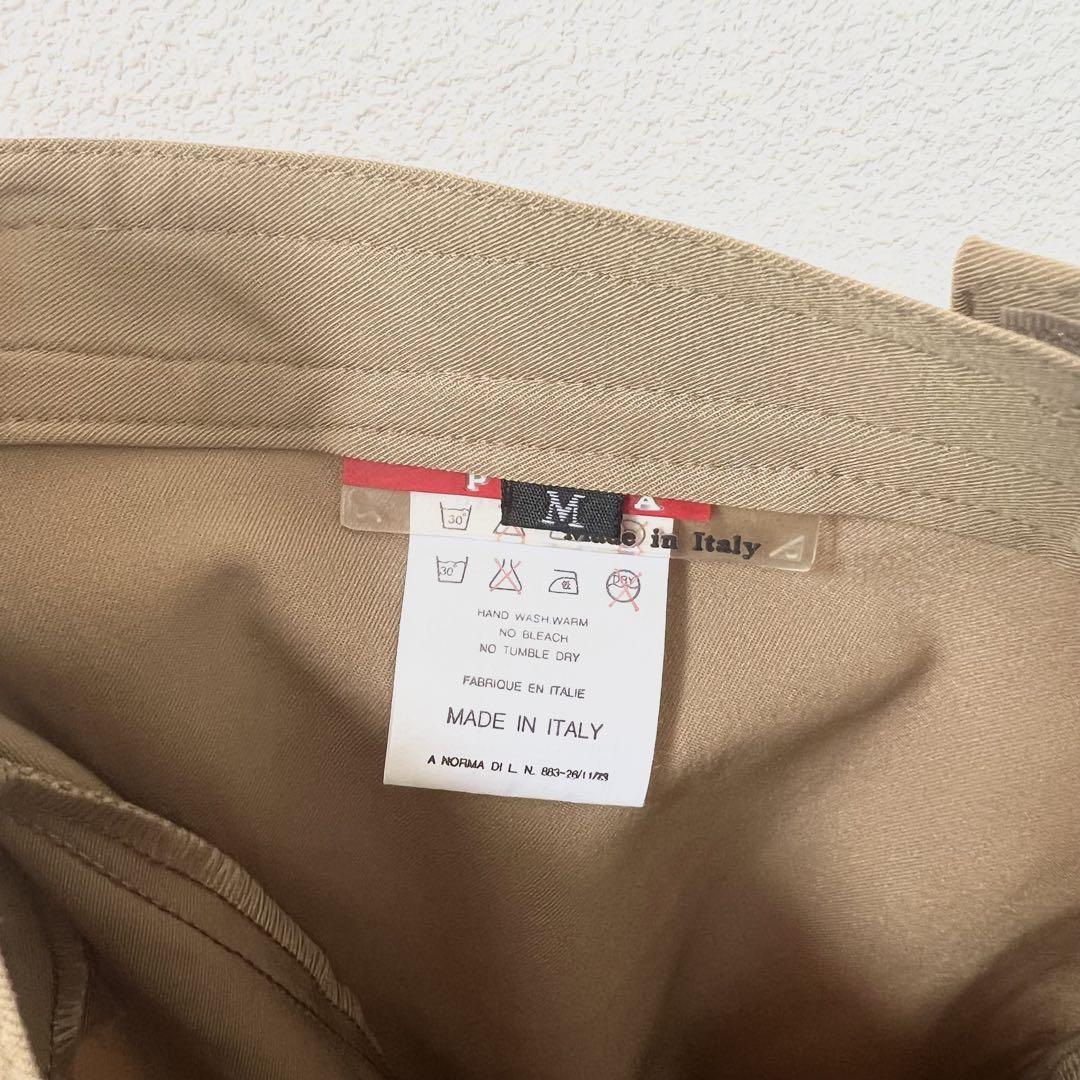 P M A
30°
Made in Italy
30° DRY
HAND WASH.WARM
NO BLEACH
NO TUMBLE DRY
FABRIQUE EN ITALIE
MADE IN ITALY
A NORMA DI L. N. 883-26/11/73